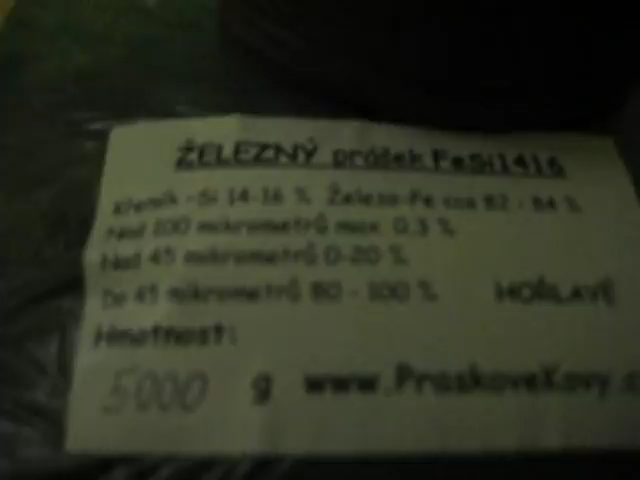 ŽELEZNÝ prášek FeSi1416
Křemík -Si 14-16 % Železo-Fe cca 82 - 84 %
Nad 100 mikrometrů max 0,3 %
Nad 45 mikrometrů 0-20 %
Do 45 mikrometrů 80 - 100 % HOŘLAVÉ
Hmotnost:
5000 g www.PraskoveKovy.